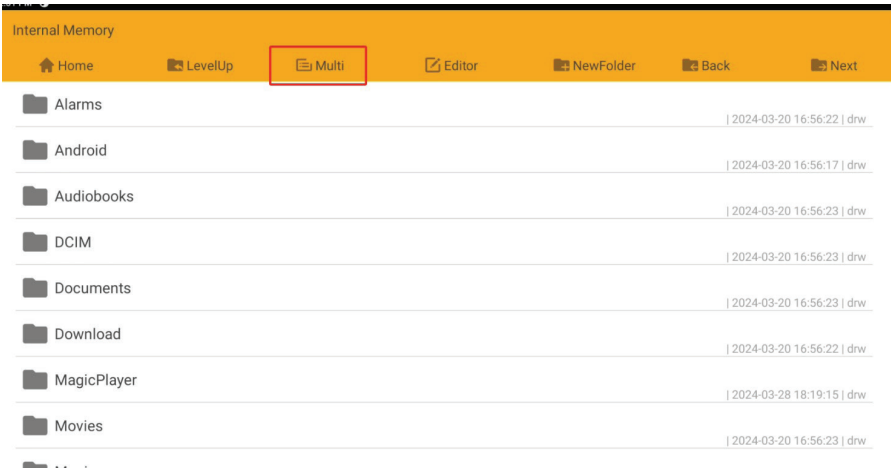 Internal Memory
Home LevelUp Multi Editor NewFolder Back Next
Alarms
| 2024-03-20 16:56:22 | drw
Android
| 2024-03-20 16:56:17 | drw
Audiobooks
| 2024-03-20 16:56:23 | drw
DCIM
| 2024-03-20 16:56:23 | drw
Documents
| 2024-03-20 16:56:23 | drw
Download
| 2024-03-20 16:56:22 | drw
MagicPlayer
| 2024-03-28 18:19:15 | drw
Movies
| 2024-03-20 16:56:23 | drw